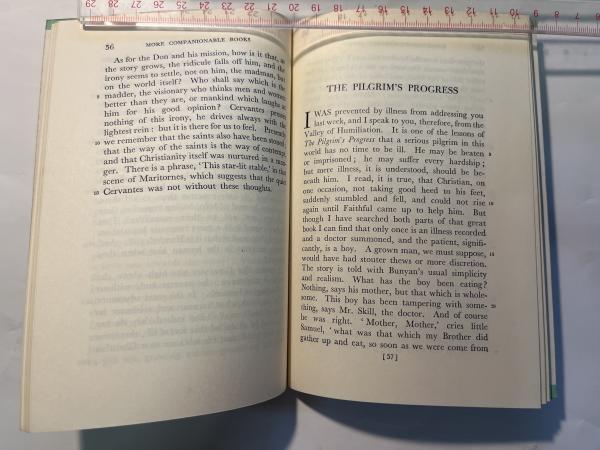 29 28 27 26 25 24 23 22 21 20 19 18 17 16 15 14 13 12 11 10 9 8 7
56 MORE COMPANIONABLE BOOKS
As for the Don and his mission, how is it that, as
the story grows, the ridicule falls off him, and the
irony seems to settle, not on him, the madman, but
on the world itself? Who shall say which is the
5 madder, the visionary who thinks men and women
better than they are, or mankind which laughs at
him for his good opinion? Cervantes presses
nothing of this irony, he drives always with the
lightest rein: but it is there for us to feel. Presently
10 we remember that the saints also have been stoned;
that the way of the saints is the way of contempt,
and that Christianity itself was nurtured in a man-
ger. There is a phrase, 'This star-lit stable,' in the
scene of Maritornes, which suggests that the quiet
15 Cervantes was not without these thoughts.
THE PILGRIM'S PROGRESS
I WAS prevented by illness from addressing you
last week, and I speak to you, therefore, from the
Valley of Humiliation. It is one of the lessons of
The Pilgrim's Progress that a serious pilgrim in this
world has no time to be ill. He may be beaten 5
or imprisoned; he may suffer every hardship;
but mere illness, it is understood, should be be-
neath him. I read, it is true, that Christian, on
one occasion, not taking good heed to his feet,
suddenly stumbled and fell, and could not rise 10
again until Faithful came up to help him. But
though I have searched both parts of that great
book I can find that only once is an illness recorded
and a doctor summoned, and the patient, signifi-
cantly, is a boy. A grown man, we must suppose, 15
would have had stouter thews or more discretion.
The story is told with Bunyan's usual simplicity
and realism. What has the boy been eating?
Nothing, says his mother, but that which is whole-
some. This boy has been tampering with some- 20
thing, says Mr. Skill, the doctor. And of course
he was right. 'Mother, Mother,' cries little
Samuel, 'what was that which my Brother did
gather up and eat, so soon as we were come from
[57]